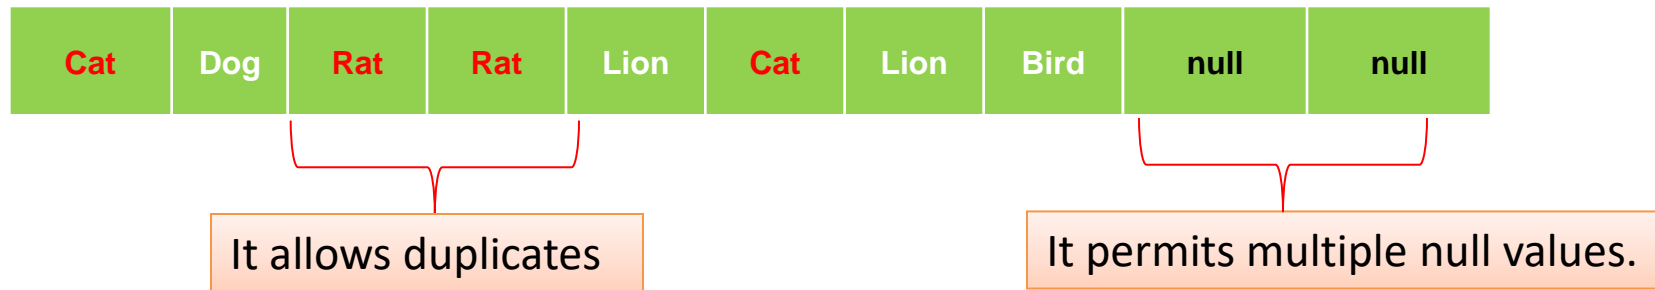 Cat Dog Rat Rat Lion Cat Lion Bird null null
It allows duplicates
It permits multiple null values.